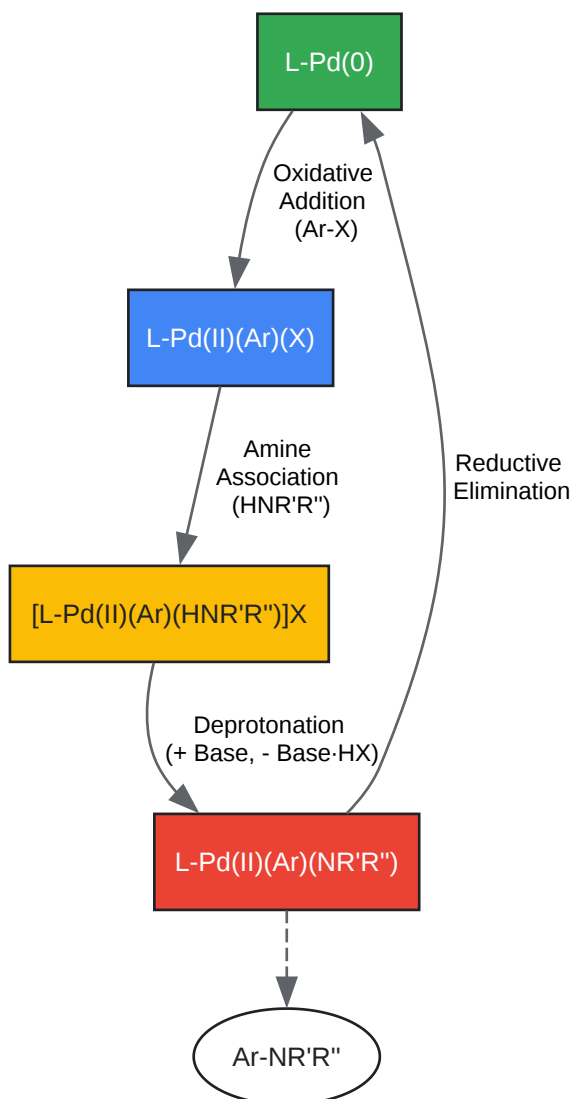 L-Pd(0)
Oxidative
Addition
(Ar-X)
L-Pd(II)(Ar)(X)
Amine
Association
(HNR'R")
Reductive
Elimination
[L-Pd(II)(Ar)(HNR'R")]X
Deprotonation
(+ Base, - Base·HX)
L-Pd(II)(Ar)(NR'R")
Ar-NR'R"